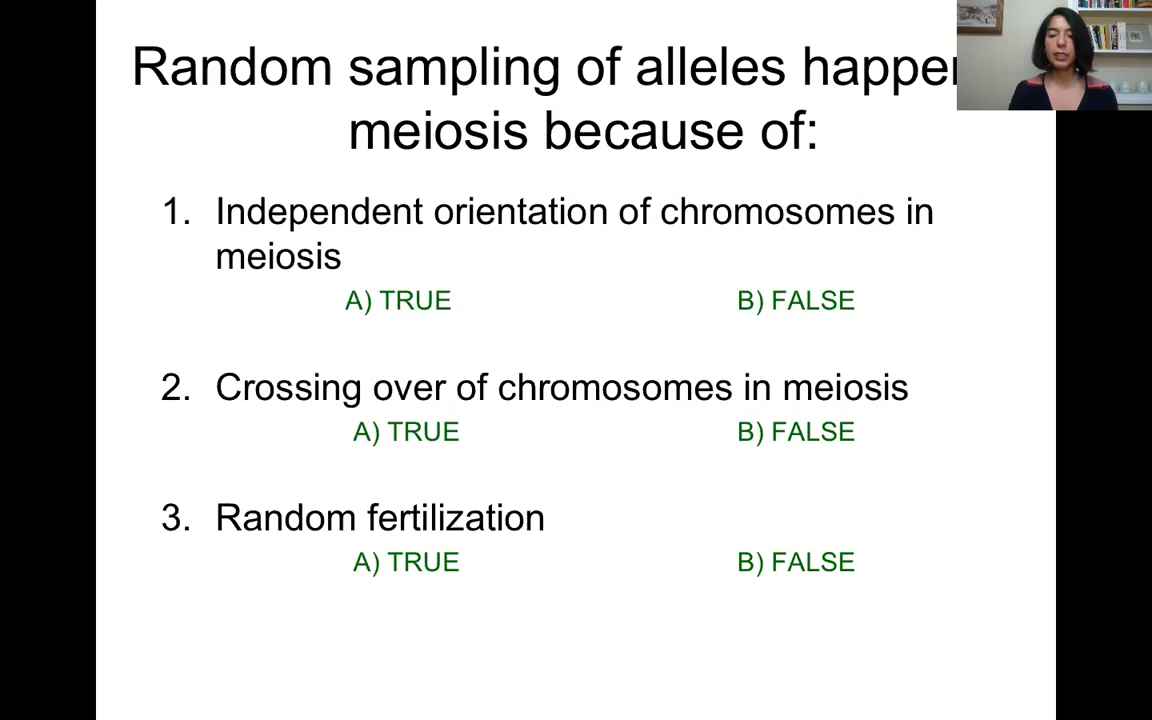 Random sampling of alleles happen
meiosis because of:
1. Independent orientation of chromosomes in
meiosis
A) TRUE B) FALSE
2. Crossing over of chromosomes in meiosis
A) TRUE B) FALSE
3. Random fertilization
A) TRUE B) FALSE